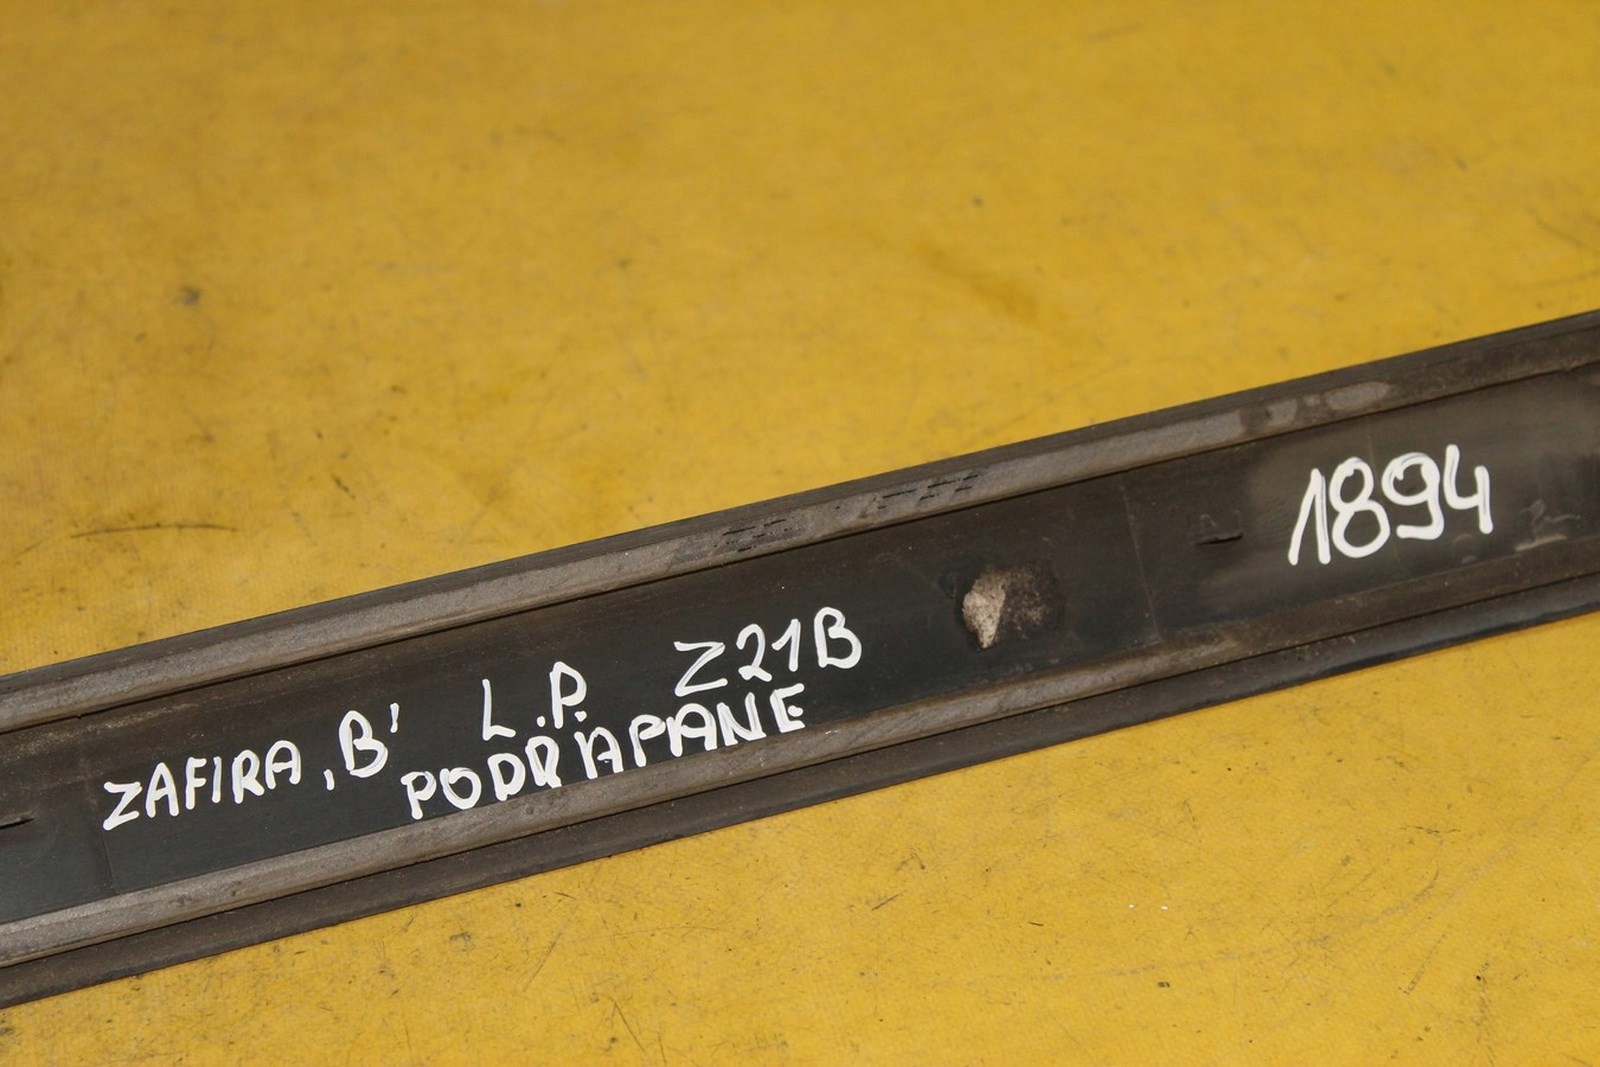 ZAFIRA ,B' L.P. Z21B
PODRAPANE
1894